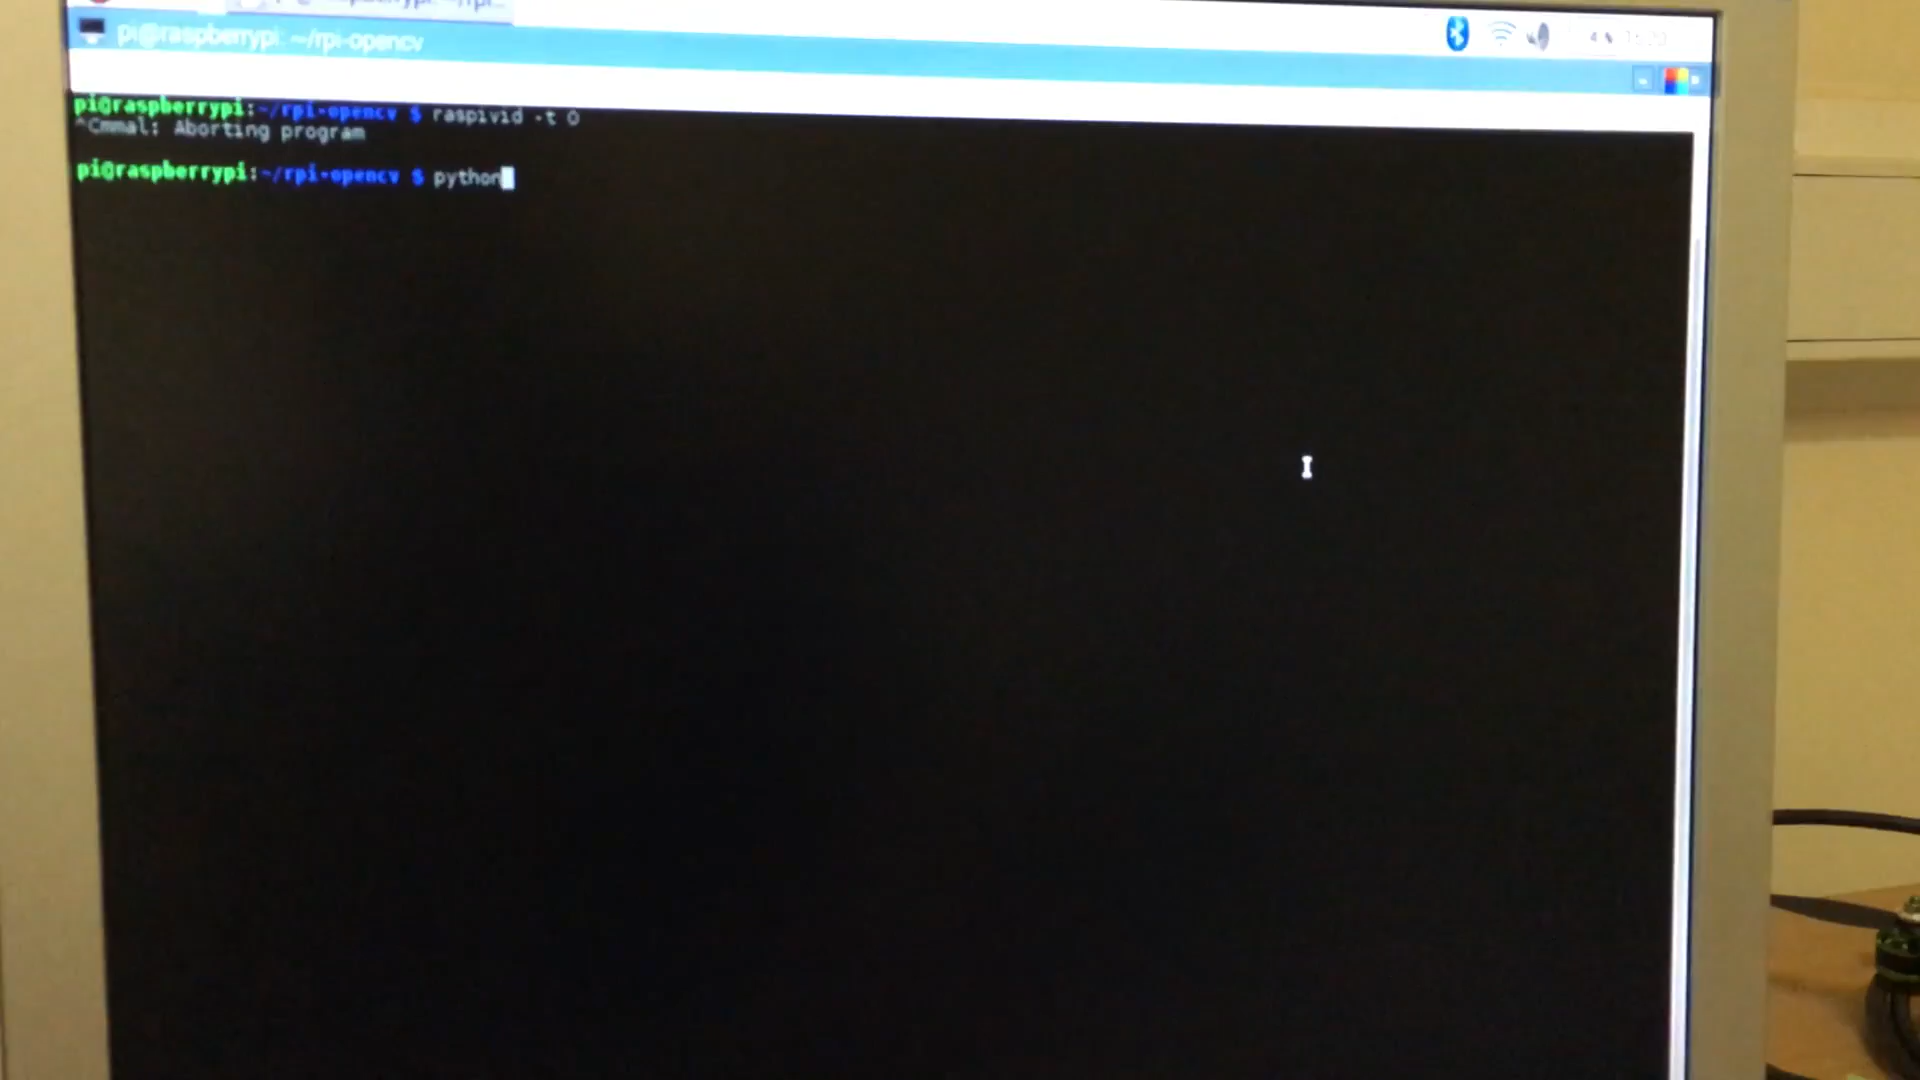 pi@raspberrypi: ~/rpi-opencv
pi@raspberrypi:~/rpi-opencv $ raspivid -t 0
^Cmmal: Aborting program
pi@raspberrypi:~/rpi-opencv $ python